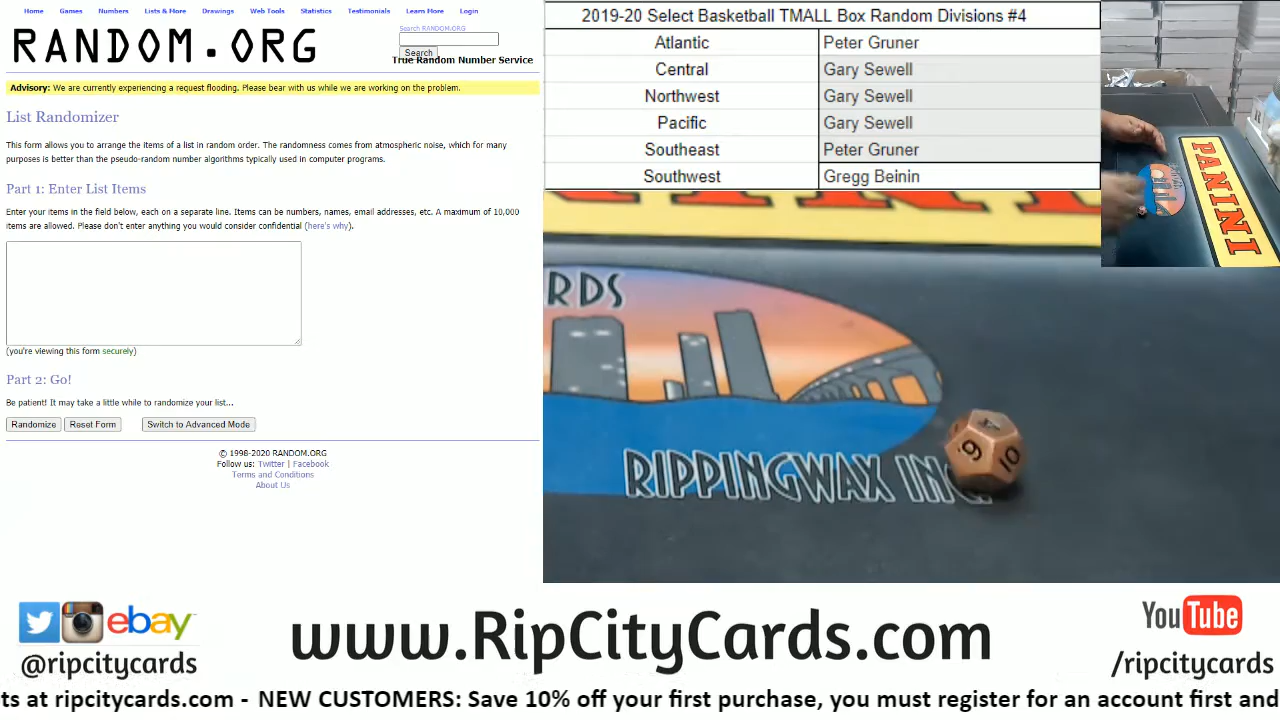 Home Games Numbers Lists & More Drawings Web Tools Statistics Testimonials Learn More Login
RANDOM.ORG
Search RANDOM.ORG
Search
True Random Number Service
Advisory: We are currently experiencing a request flooding. Please bear with us while we are working on the problem.
List Randomizer
This form allows you to arrange the items of a list in random order. The randomness comes from atmospheric noise, which for many
purposes is better than the pseudo-random number algorithms typically used in computer programs.
Part 1: Enter List Items
Enter your items in the field below, each on a separate line. Items can be numbers, names, email addresses, etc. A maximum of 10,000
items are allowed. Please don't enter anything you would consider confidential (here's why).
(you're viewing this form securely)
Part 2: Go!
Be patient! It may take a little while to randomize your list...
Randomize Reset Form Switch to Advanced Mode
© 1998-2020 RANDOM.ORG
Follow us: Twitter | Facebook
Terms and Conditions
About Us
2019-20 Select Basketball TMALL Box Random Divisions #4
Atlantic Peter Gruner
Central Gary Sewell
Northwest Gary Sewell
Pacific Gary Sewell
Southeast Peter Gruner
Southwest Gregg Beinin
PANINI
RDS
RIPPINGWAX INC.
9 10 4
ebay
@ripcitycards
www.RipCityCards.com
YouTube
/ripcitycards
ts at ripcitycards.com - NEW CUSTOMERS: Save 10% off your first purchase, you must register for an account first and